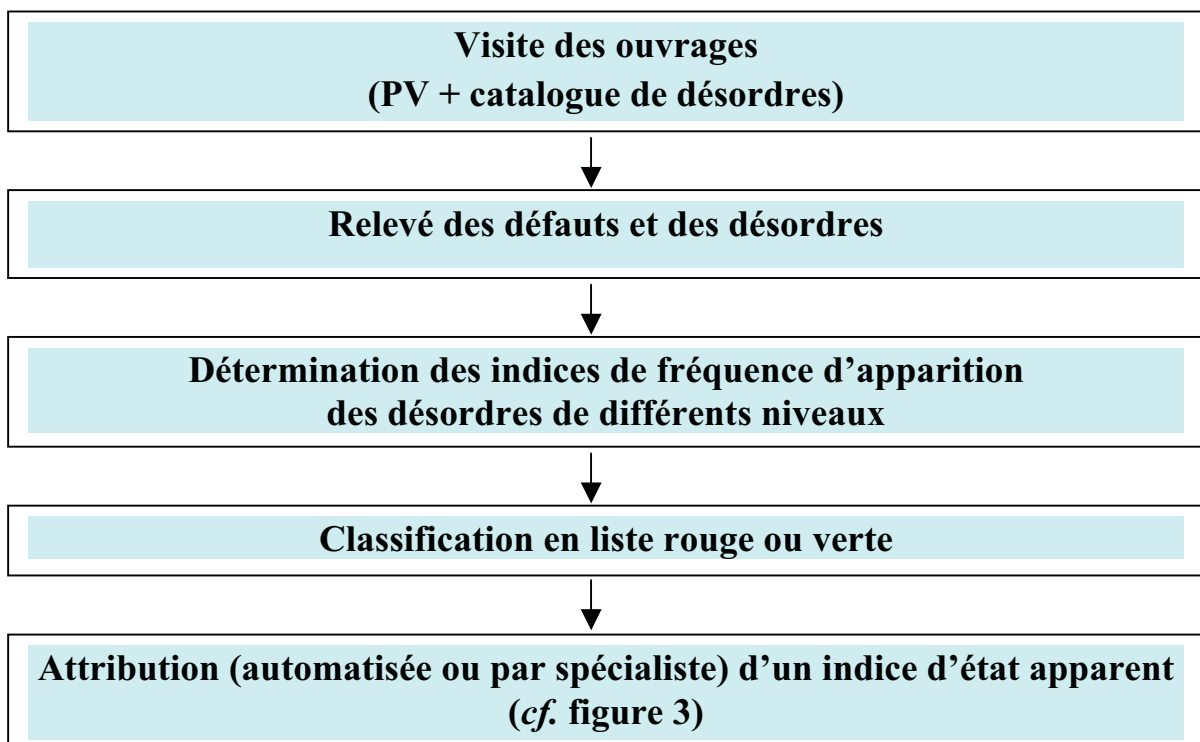 Visite des ouvrages
(PV + catalogue de désordres)
Relevé des défauts et des désordres
Détermination des indices de fréquence d’apparition
des désordres de différents niveaux
Classification en liste rouge ou verte
Attribution (automatisée ou par spécialiste) d’un indice d’état apparent
(cf. figure 3)